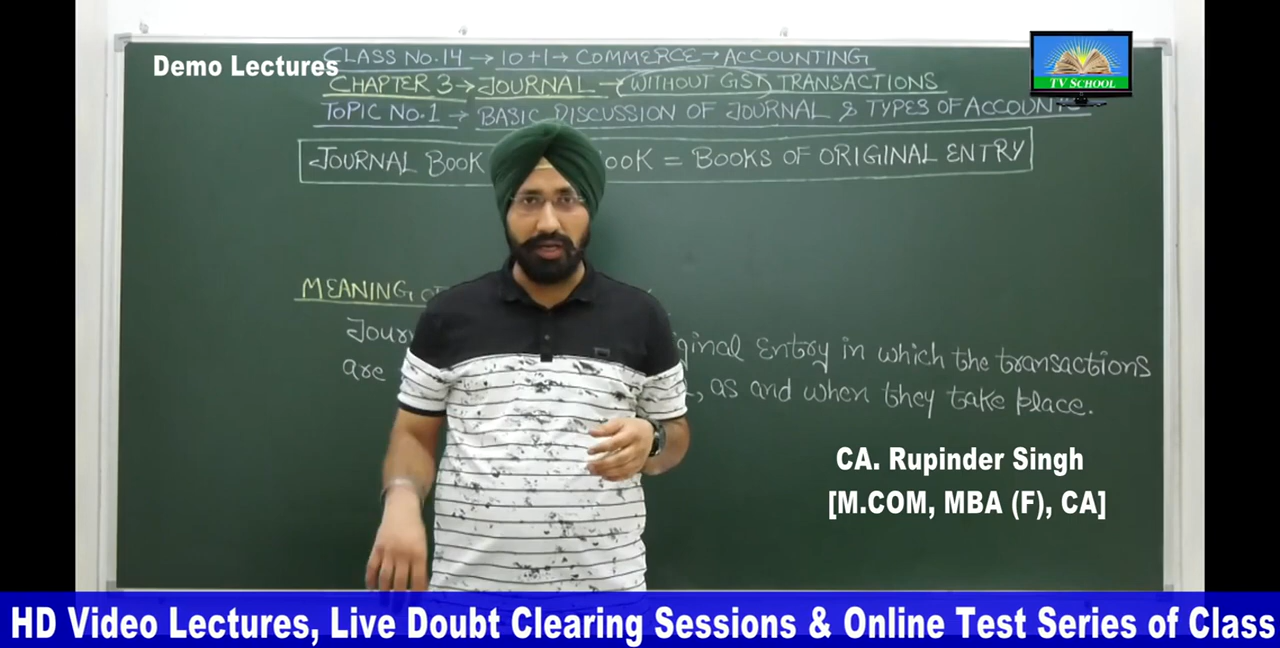 Demo Lectures
CLASS NO.14 → 10+1 → COMMERCE → ACCOUNTING
CHAPTER 3 → JOURNAL → (WITHOUT GST) TRANSACTIONS
TOPIC NO.1 → BASIC DISCUSSION OF JOURNAL & TYPES OF ACCOUNTS
TV SCHOOL
JOURNAL BOOK = BOOKS OF ORIGINAL ENTRY
MEANING OF
Entry in which the transactions
are , as and when they take place.
CA. Rupinder Singh
[M.COM, MBA (F), CA]
HD Video Lectures, Live Doubt Clearing Sessions & Online Test Series of Class